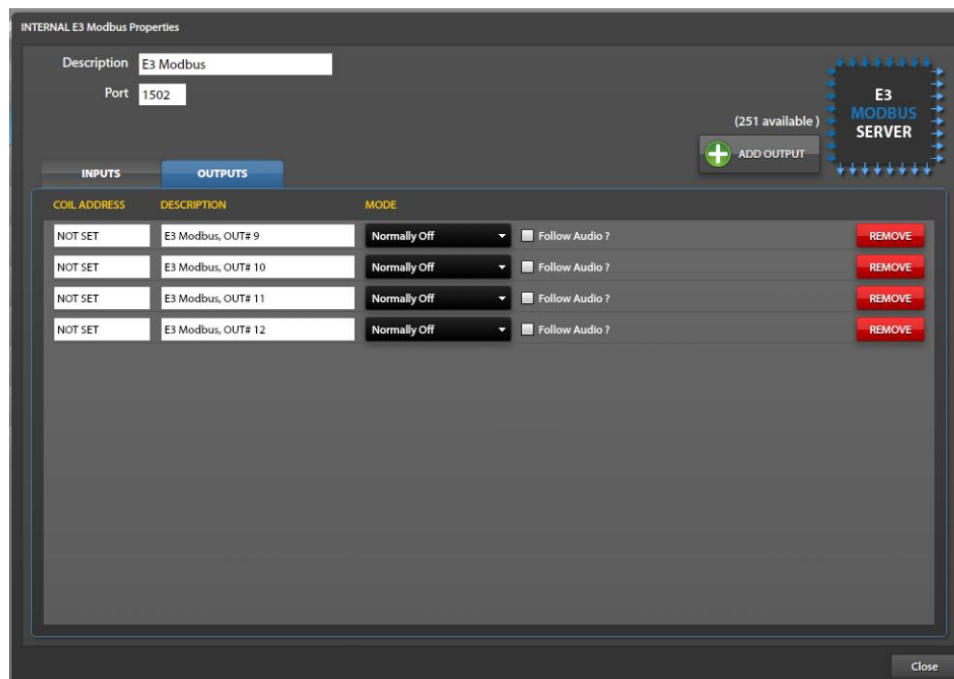 INTERNAL E3 Modbus Properties
Description E3 Modbus
Port 1502
(251 available )
ADD OUTPUT
E3
MODBUS
SERVER
INPUTS OUTPUTS
COIL ADDRESS DESCRIPTION MODE
NOT SET E3 Modbus, OUT# 9 Normally Off Follow Audio ? REMOVE
NOT SET E3 Modbus, OUT# 10 Normally Off Follow Audio ? REMOVE
NOT SET E3 Modbus, OUT# 11 Normally Off Follow Audio ? REMOVE
NOT SET E3 Modbus, OUT# 12 Normally Off Follow Audio ? REMOVE
Close